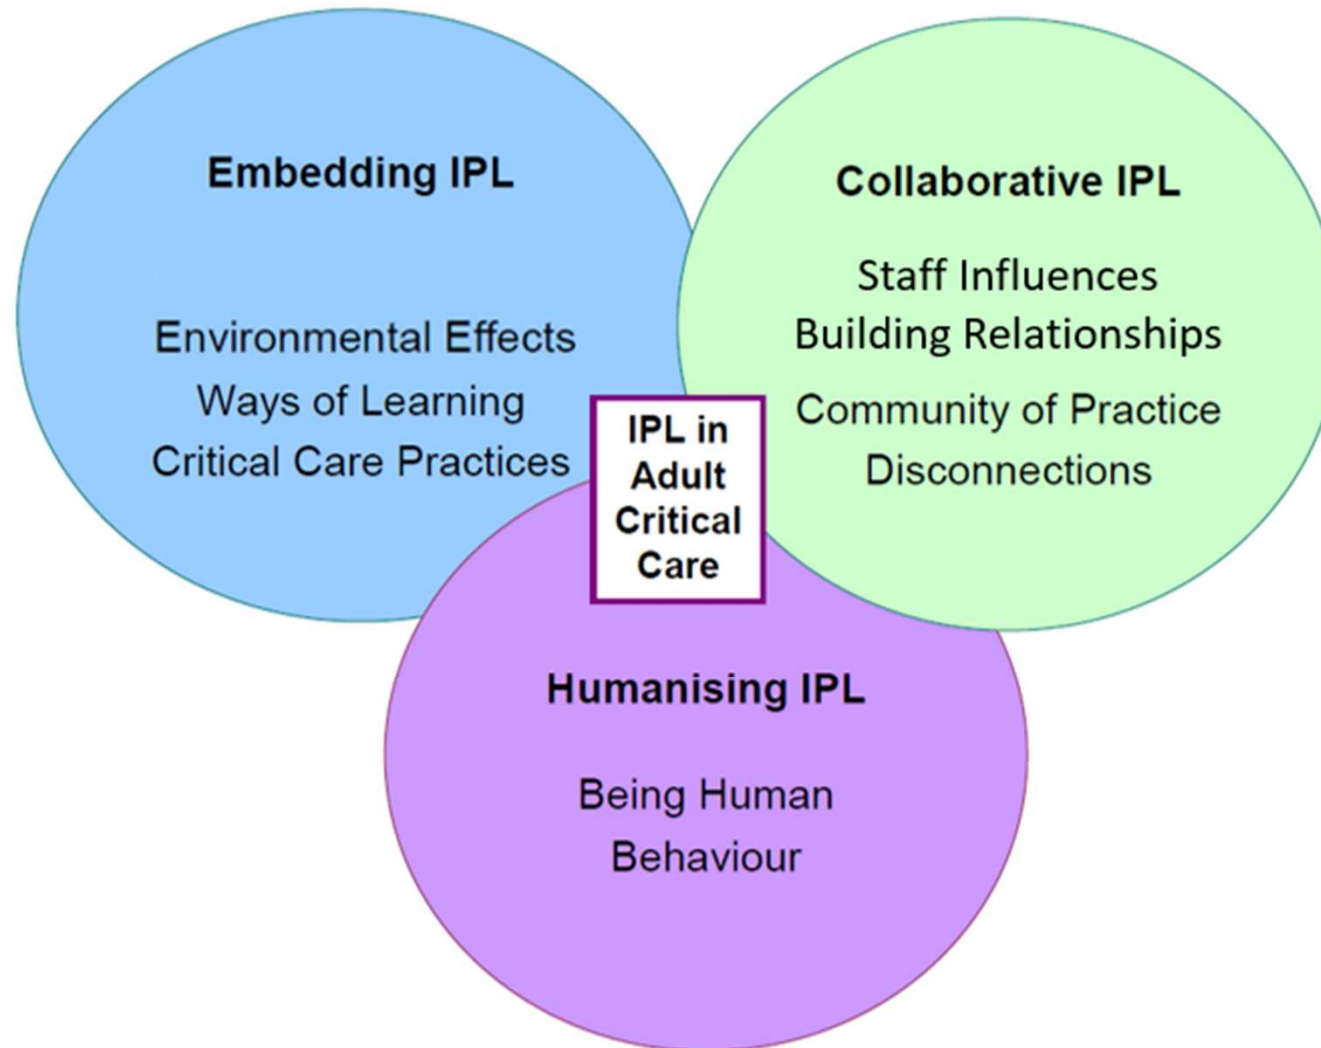 Embedding IPL
Environmental Effects
Ways of Learning
Critical Care Practices
Collaborative IPL
Staff Influences
Building Relationships
Community of Practice
Disconnections
IPL in
Adult
Critical
Care
Humanising IPL
Being Human
Behaviour